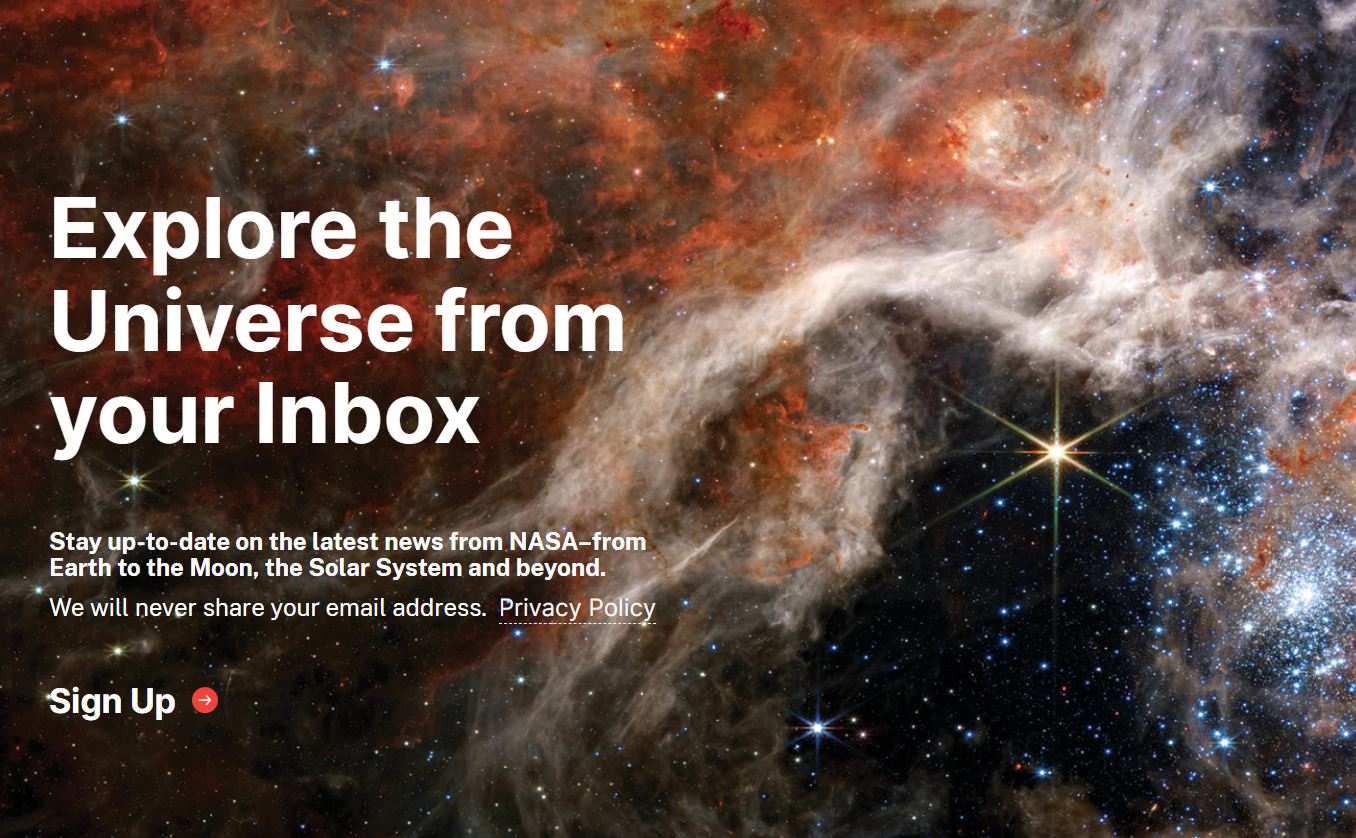 Explore the
Universe from
your Inbox
Stay up-to-date on the latest news from NASA–from
Earth to the Moon, the Solar System and beyond.
We will never share your email address. Privacy Policy
Sign Up